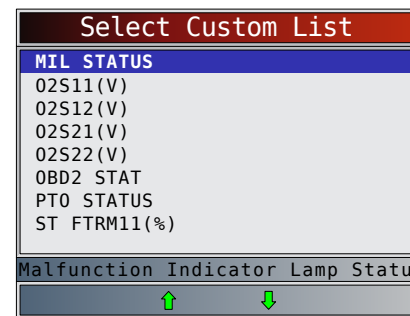 Select Custom List
MIL STATUS
O2S11(V)
O2S12(V)
O2S21(V)
O2S22(V)
OBD2 STAT
PTO STATUS
ST FTRM11(%)
Malfunction Indicator Lamp Statu